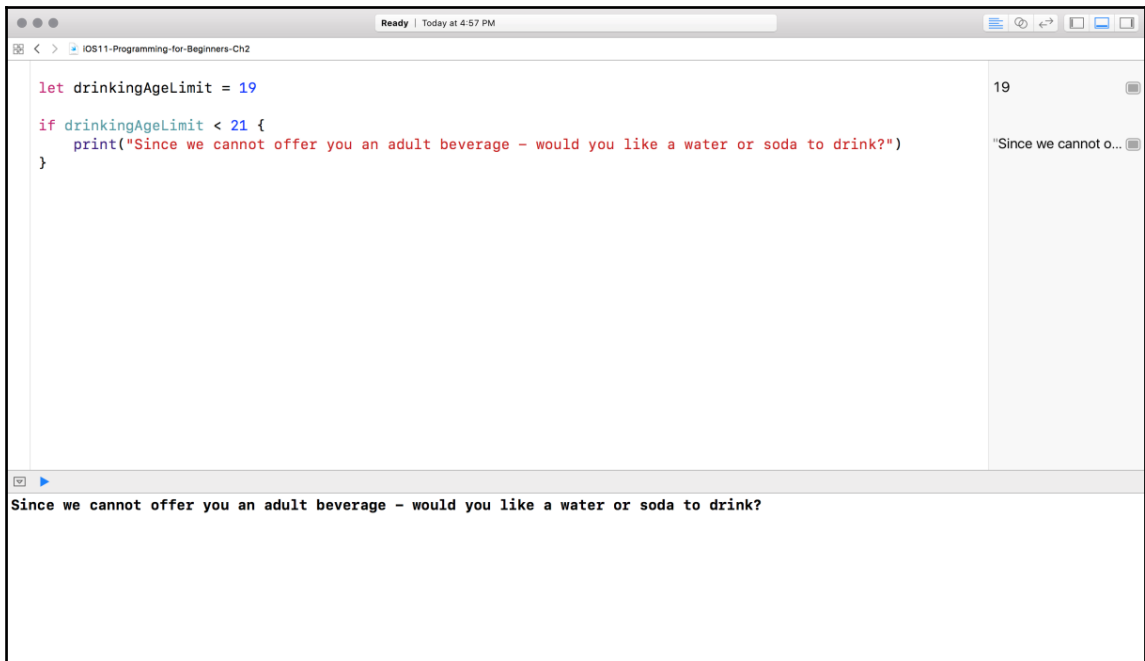 Ready | Today at 4:57 PM
iOS11-Programming-for-Beginners-Ch2
let drinkingAgeLimit = 19
19
if drinkingAgeLimit < 21 {
print("Since we cannot offer you an adult beverage – would you like a water or soda to drink?")
"Since we cannot o...
}
Since we cannot offer you an adult beverage – would you like a water or soda to drink?